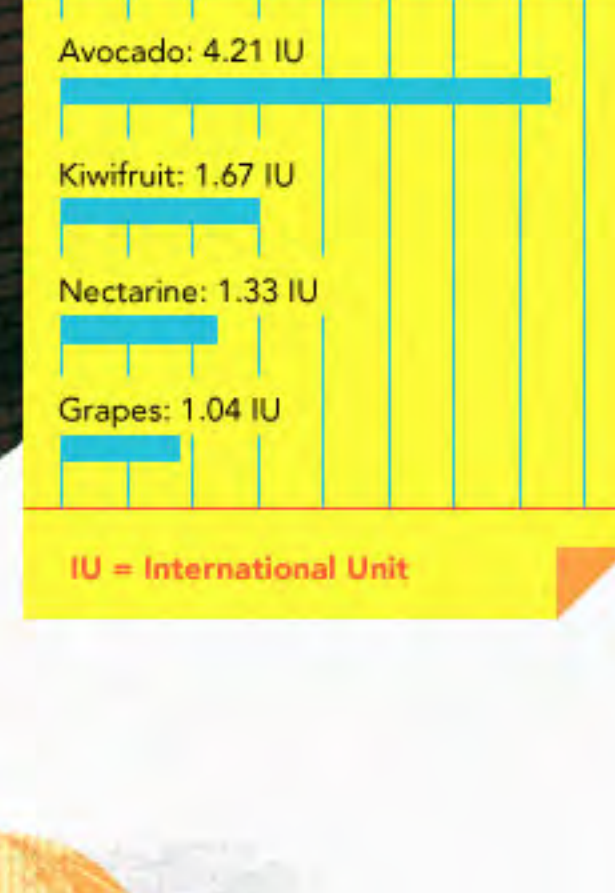 Avocado: 4.21 IU
Kiwifruit: 1.67 IU
Nectarine: 1.33 IU
Grapes: 1.04 IU
IU = International Unit